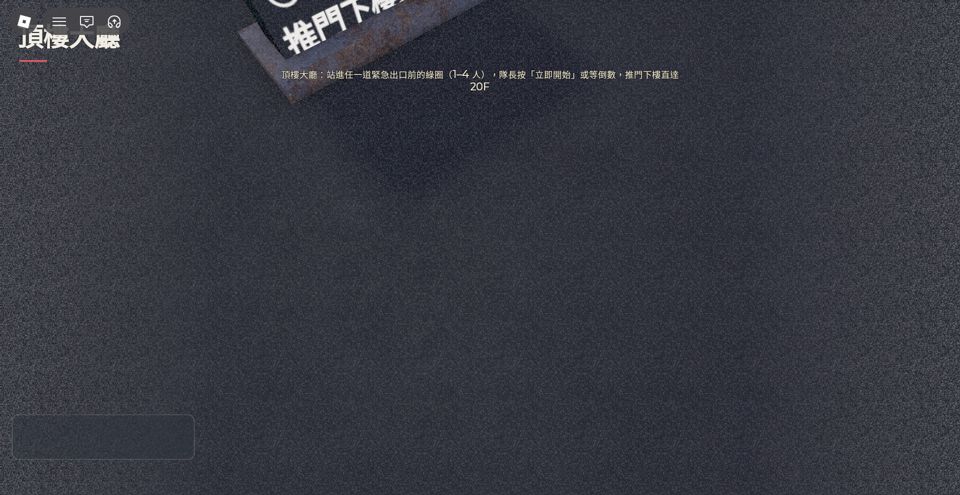 推門下樓
頂樓大廳
頂樓大廳：站進任一道緊急出口前的綠圈（1–4 人），隊長按「立即開始」或等倒數，推門下樓直達
20F